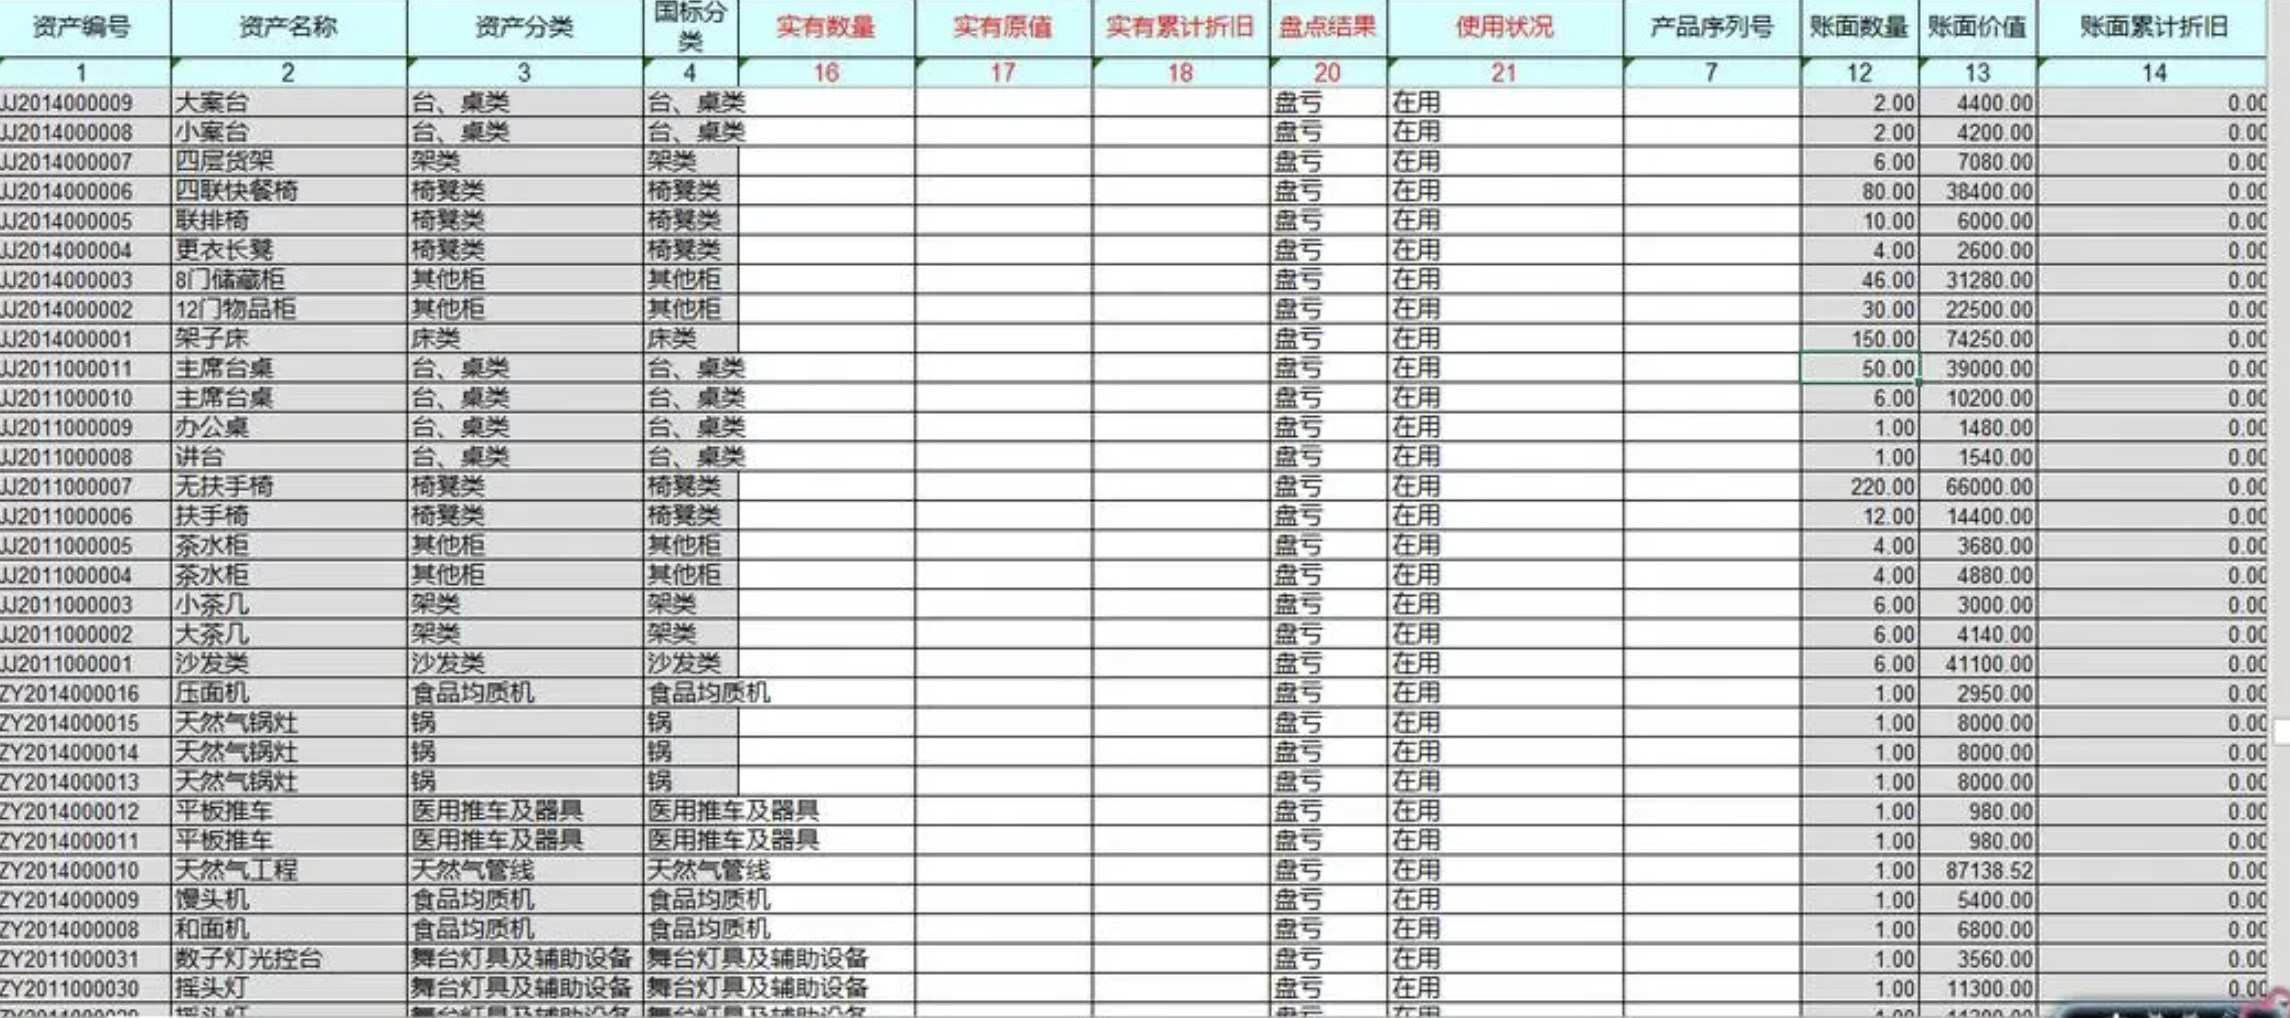 资产编号 资产名称 资产分类 国标分类 实有数量 实有原值 实有累计折旧 盘点结果 使用状况 产品序列号 账面数量 账面价值 账面累计折旧
1 2 3 4 16 17 18 20 21 7 12 13 14
JJ2014000009 大案台 台、桌类 台、桌类 盘亏 在用 2.00 4400.00 0.00
JJ2014000008 小案台 台、桌类 台、桌类 盘亏 在用 2.00 4200.00 0.00
JJ2014000007 四层货架 架类 架类 盘亏 在用 6.00 7080.00 0.00
JJ2014000006 四联快餐椅 椅凳类 椅凳类 盘亏 在用 80.00 38400.00 0.00
JJ2014000005 联排椅 椅凳类 椅凳类 盘亏 在用 10.00 6000.00 0.00
JJ2014000004 更衣长凳 椅凳类 椅凳类 盘亏 在用 4.00 2600.00 0.00
JJ2014000003 8门储藏柜 其他柜 其他柜 盘亏 在用 46.00 31280.00 0.00
JJ2014000002 12门物品柜 其他柜 其他柜 盘亏 在用 30.00 22500.00 0.00
JJ2014000001 架子床 床类 床类 盘亏 在用 150.00 74250.00 0.00
JJ2011000011 主席台桌 台、桌类 台、桌类 盘亏 在用 50.00 39000.00 0.00
JJ2011000010 主席台桌 台、桌类 台、桌类 盘亏 在用 6.00 10200.00 0.00
JJ2011000009 办公桌 台、桌类 台、桌类 盘亏 在用 1.00 1480.00 0.00
JJ2011000008 讲台 台、桌类 台、桌类 盘亏 在用 1.00 1540.00 0.00
JJ2011000007 无扶手椅 椅凳类 椅凳类 盘亏 在用 220.00 66000.00 0.00
JJ2011000006 扶手椅 椅凳类 椅凳类 盘亏 在用 12.00 14400.00 0.00
JJ2011000005 茶水柜 其他柜 其他柜 盘亏 在用 4.00 3680.00 0.00
JJ2011000004 茶水柜 其他柜 其他柜 盘亏 在用 4.00 4880.00 0.00
JJ2011000003 小茶几 架类 架类 盘亏 在用 6.00 3000.00 0.00
JJ2011000002 大茶几 架类 架类 盘亏 在用 6.00 4140.00 0.00
JJ2011000001 沙发类 沙发类 沙发类 盘亏 在用 6.00 41100.00 0.00
ZY2014000016 压面机 食品均质机 食品均质机 盘亏 在用 1.00 2950.00 0.00
ZY2014000015 天然气锅灶 锅 锅 盘亏 在用 1.00 8000.00 0.00
ZY2014000014 天然气锅灶 锅 锅 盘亏 在用 1.00 8000.00 0.00
ZY2014000013 天然气锅灶 锅 锅 盘亏 在用 1.00 8000.00 0.00
ZY2014000012 平板推车 医用推车及器具 医用推车及器具 盘亏 在用 1.00 980.00 0.00
ZY2014000011 平板推车 医用推车及器具 医用推车及器具 盘亏 在用 1.00 980.00 0.00
ZY2014000010 天然气工程 天然气管线 天然气管线 盘亏 在用 1.00 87138.52 0.00
ZY2014000009 馒头机 食品均质机 食品均质机 盘亏 在用 1.00 5400.00 0.00
ZY2014000008 和面机 食品均质机 食品均质机 盘亏 在用 1.00 6800.00 0.00
ZY2011000031 数子灯光控台 舞台灯具及辅助设备 舞台灯具及辅助设备 盘亏 在用 1.00 3560.00 0.00
ZY2011000030 摇头灯 舞台灯具及辅助设备 舞台灯具及辅助设备 盘亏 在用 1.00 11300.00 0.00